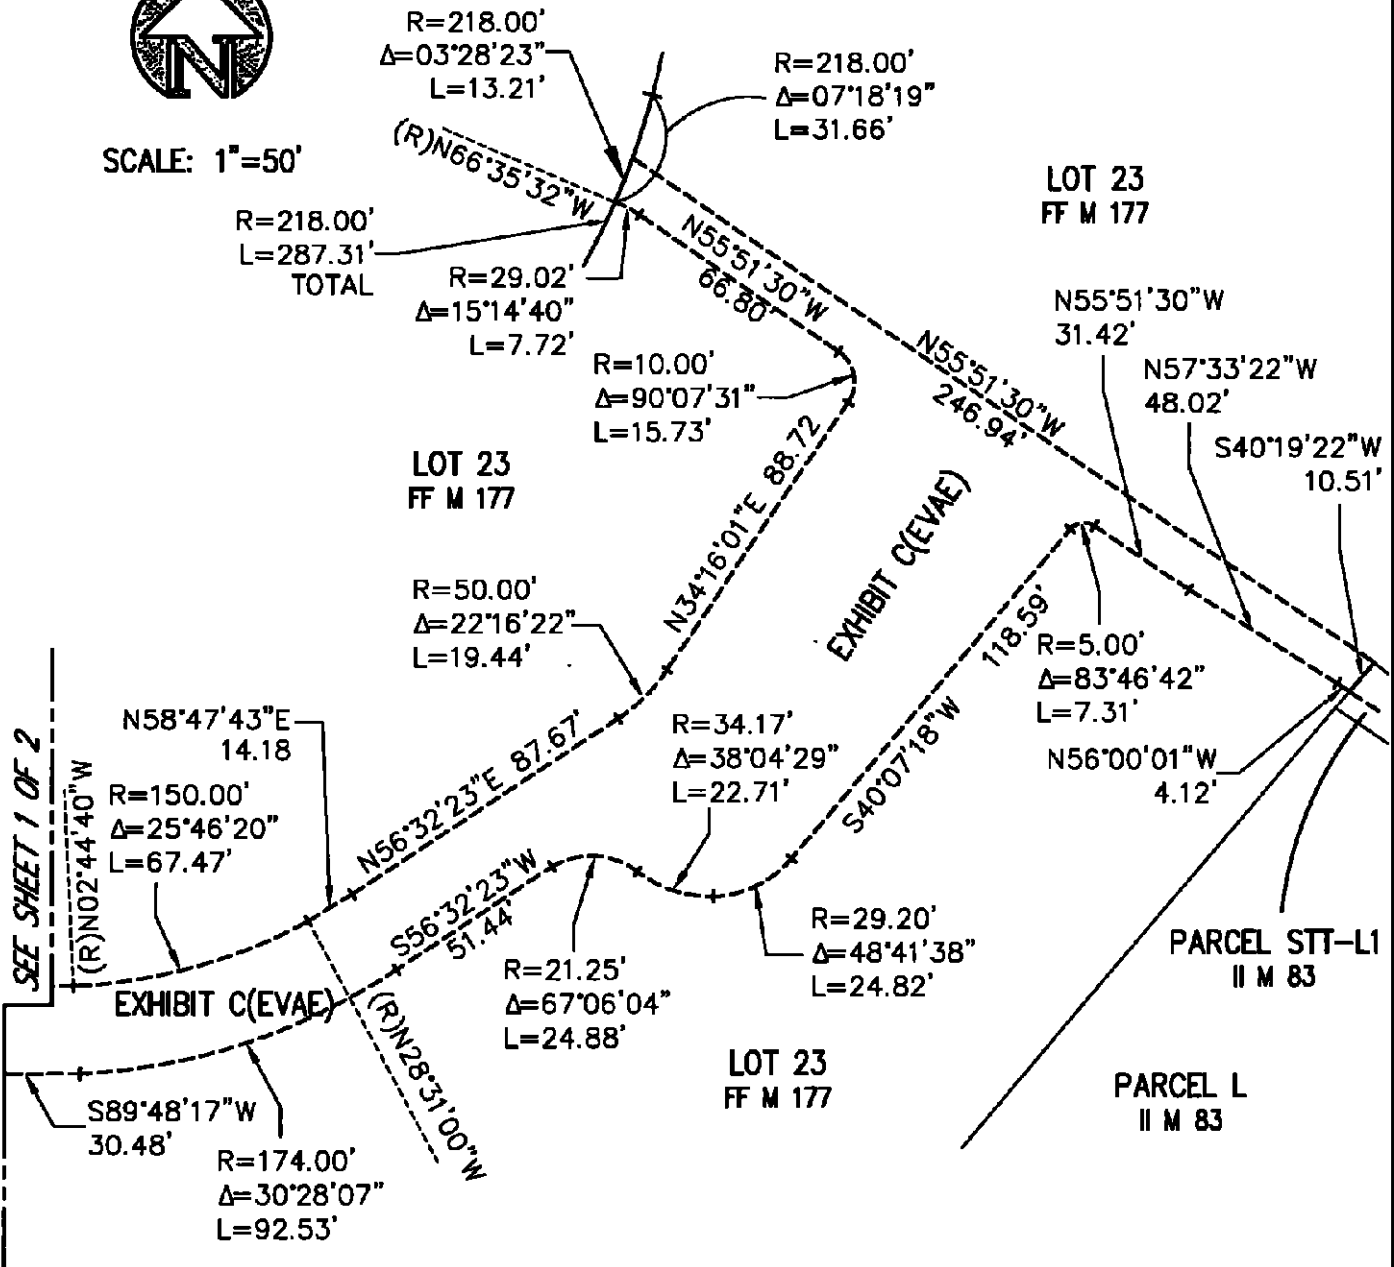 N
SCALE: 1"=50'
R=218.00'
Δ=03°28'23"
L=13.21'
R=218.00'
Δ=07°18'19"
L=31.66'
(R)N66°35'32"W
LOT 23
FF M 177
R=218.00'
L=287.31'
TOTAL
R=29.02'
Δ=15°14'40"
L=7.72'
N55°51'30"W
66.80'
N55°51'30"W
246.94'
N55°51'30"W
31.42'
N57°33'22"W
48.02'
S40°19'22"W
10.51'
R=10.00'
Δ=90°07'31"
L=15.73'
LOT 23
FF M 177
N34°16'01"E 88.72
EXHIBIT C(EVAE)
R=50.00'
Δ=22°16'22"
L=19.44'
S40°07'18"W 118.59'
R=5.00'
Δ=83°46'42"
L=7.31'
N56°00'01"W
4.12'
N58°47'43"E
14.18
N56°32'23"E 87.67'
R=34.17'
Δ=38°04'29"
L=22.71'
SEE SHEET 1 OF 2
(R)N02°44'40"W
R=150.00'
Δ=25°46'20"
L=67.47'
S56°32'23"W
51.44'
R=29.20'
Δ=48°41'38"
L=24.82'
PARCEL STT-L1
II M 83
EXHIBIT C(EVAE)
R=21.25'
Δ=67°06'04"
L=24.88'
(R)N28°31'00"W
LOT 23
FF M 177
PARCEL L
II M 83
S89°48'17"W
30.48'
R=174.00'
Δ=30°28'07"
L=92.53'